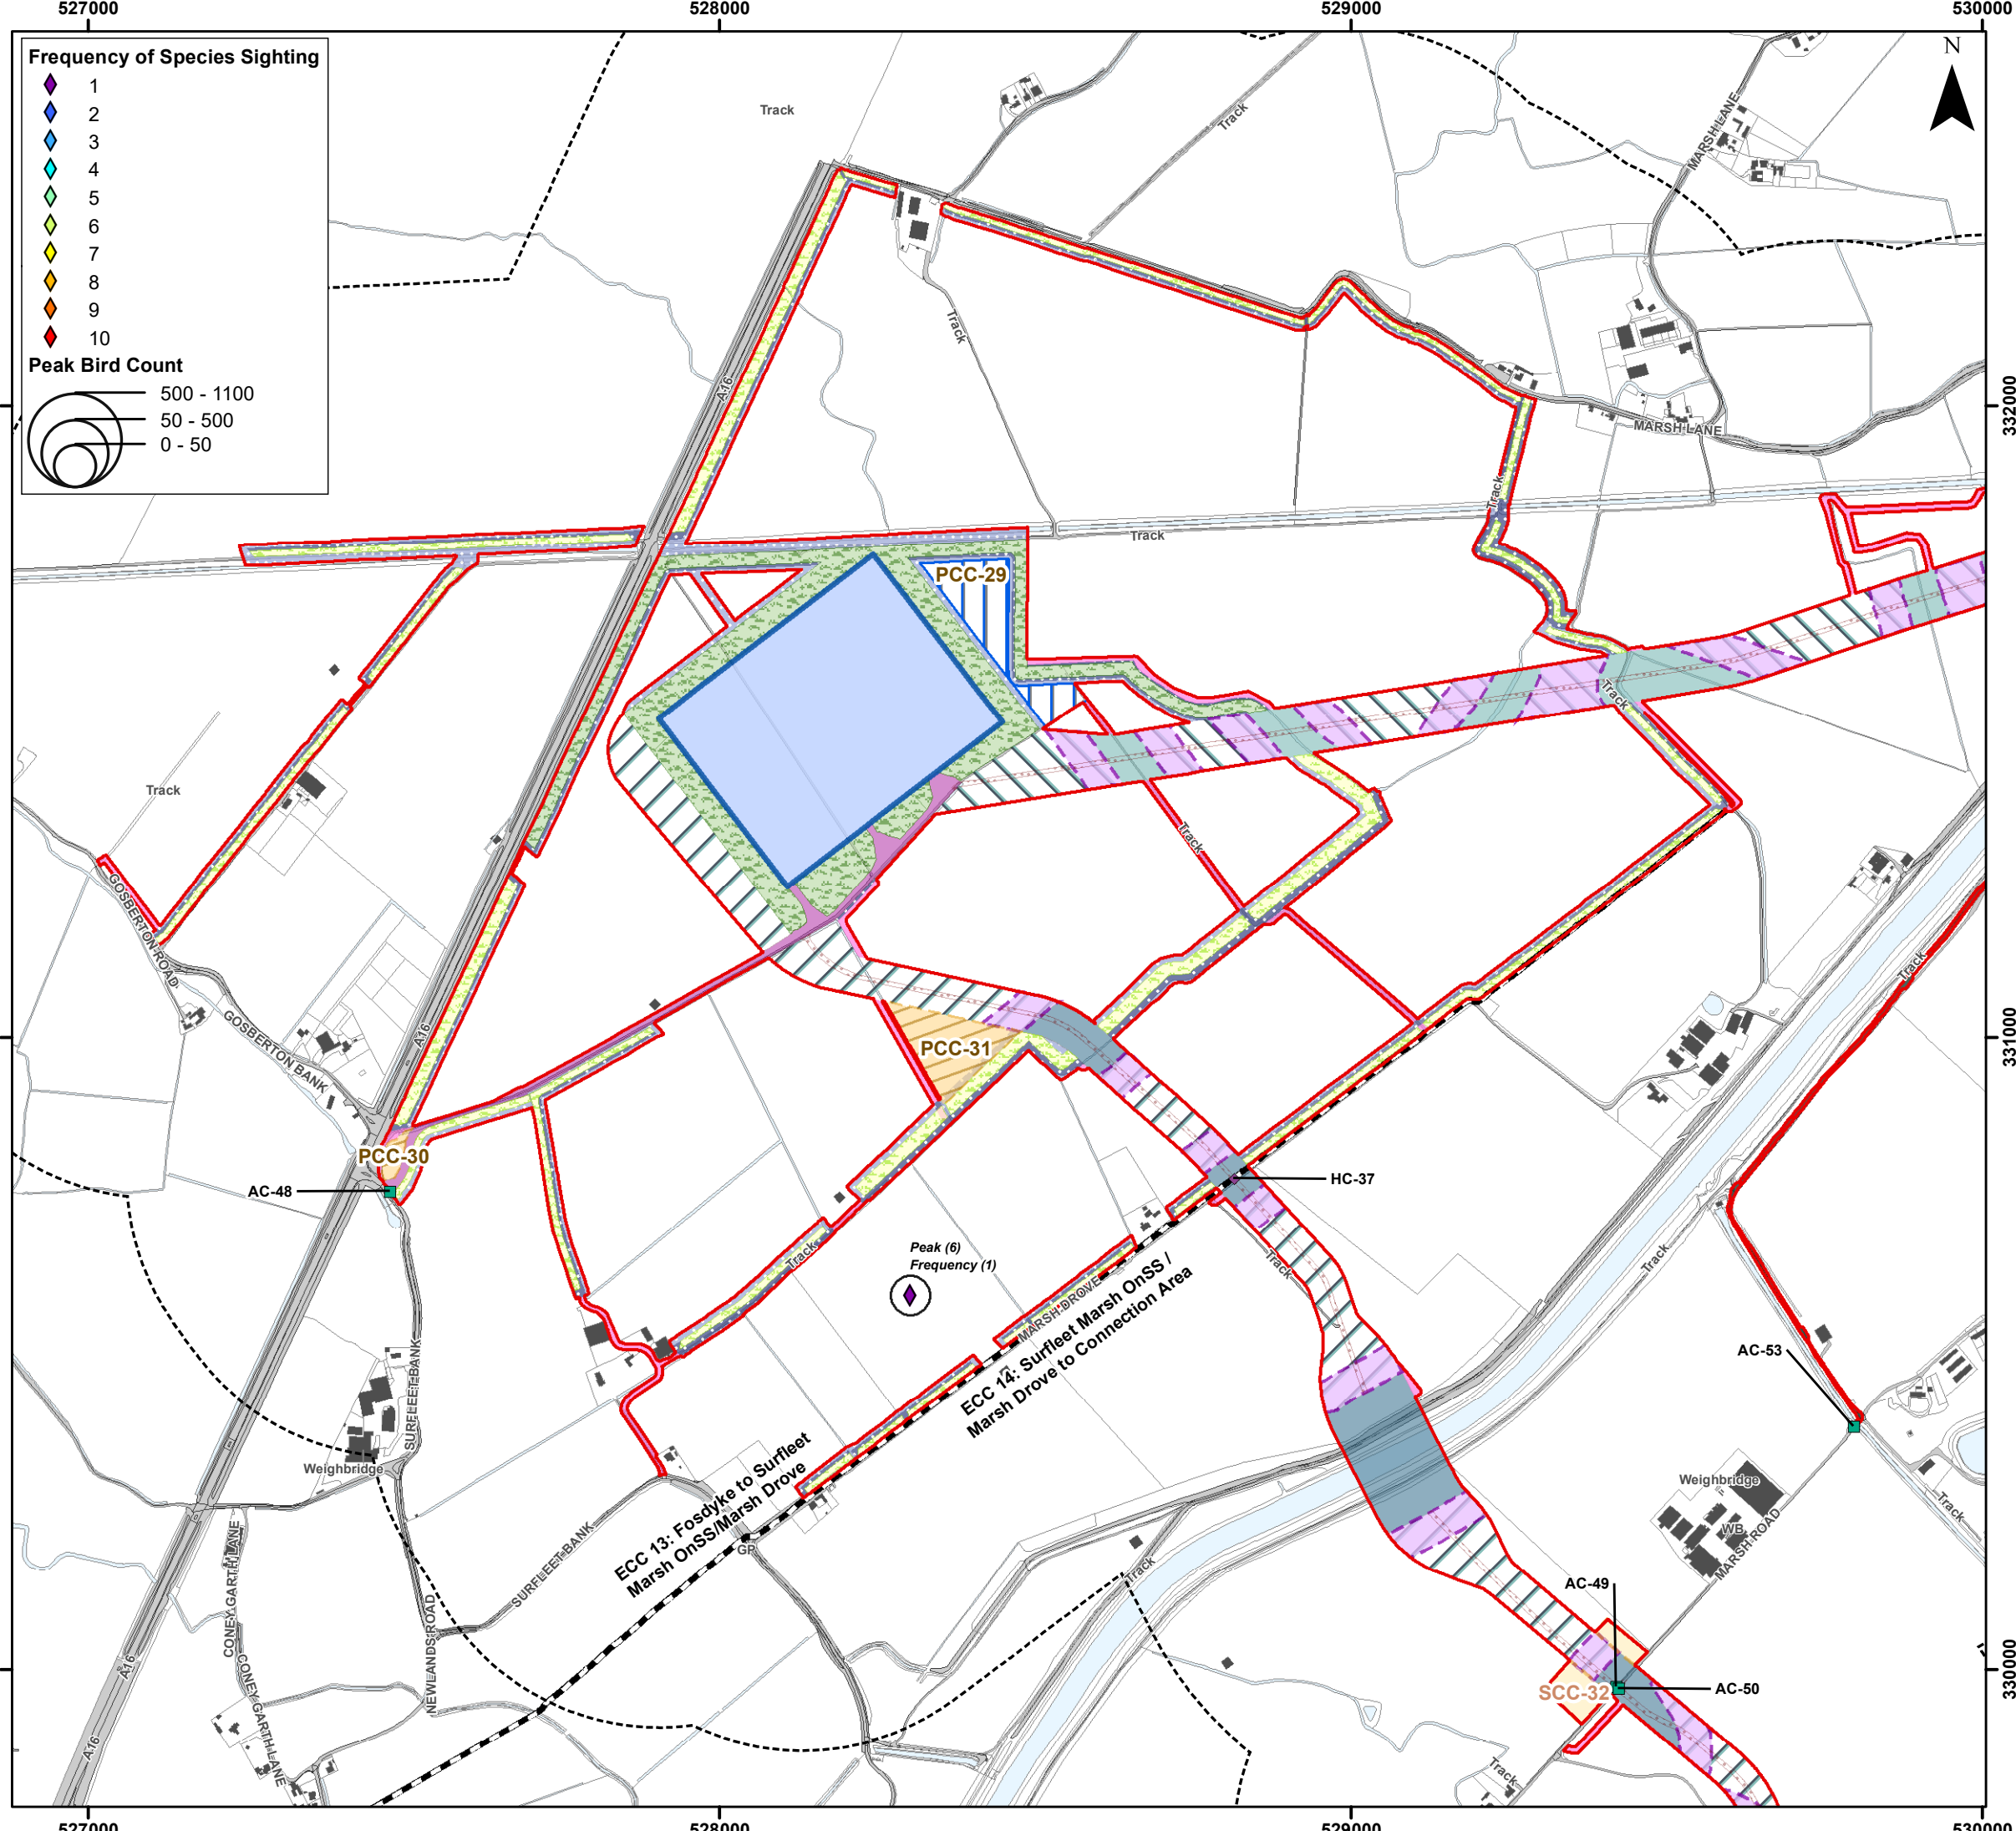 527000
528000
529000
530000
Frequency of Species Sighting
1
2
3
4
5
6
7
8
9
10
Peak Bird Count
500 - 1100
50 - 500
0 - 50
N
Track
Track
MARSH LANE
Track
A16
332000
MARSH LANE
Track
Track
PCC-29
Track
Track
Track
GOSBERTON ROAD
Track
A16
GOSBERTON BANK
331000
PCC-31
PCC-30
AC-48
HC-37
Track
Peak (6)
Frequency (1)
Track
Track
MARSH DROVE
ECC 14: Surfleet Marsh OnSS /
Marsh Drove to Connection Area
AC-53
SURFLEET BANK
Weighbridge
ECC 13: Fosdyke to Surfleet
Marsh OnSS/Marsh Drove
Weighbridge
Track
WB
MARSH ROAD
GP
SURFLEET BANK
Track
CONEY GARTH LANE
NEWLANDS ROAD
AC-49
A16
CONEY GARTH LANE
SCC-32
AC-50
330000
A16
Track
527000
528000
529000
530000